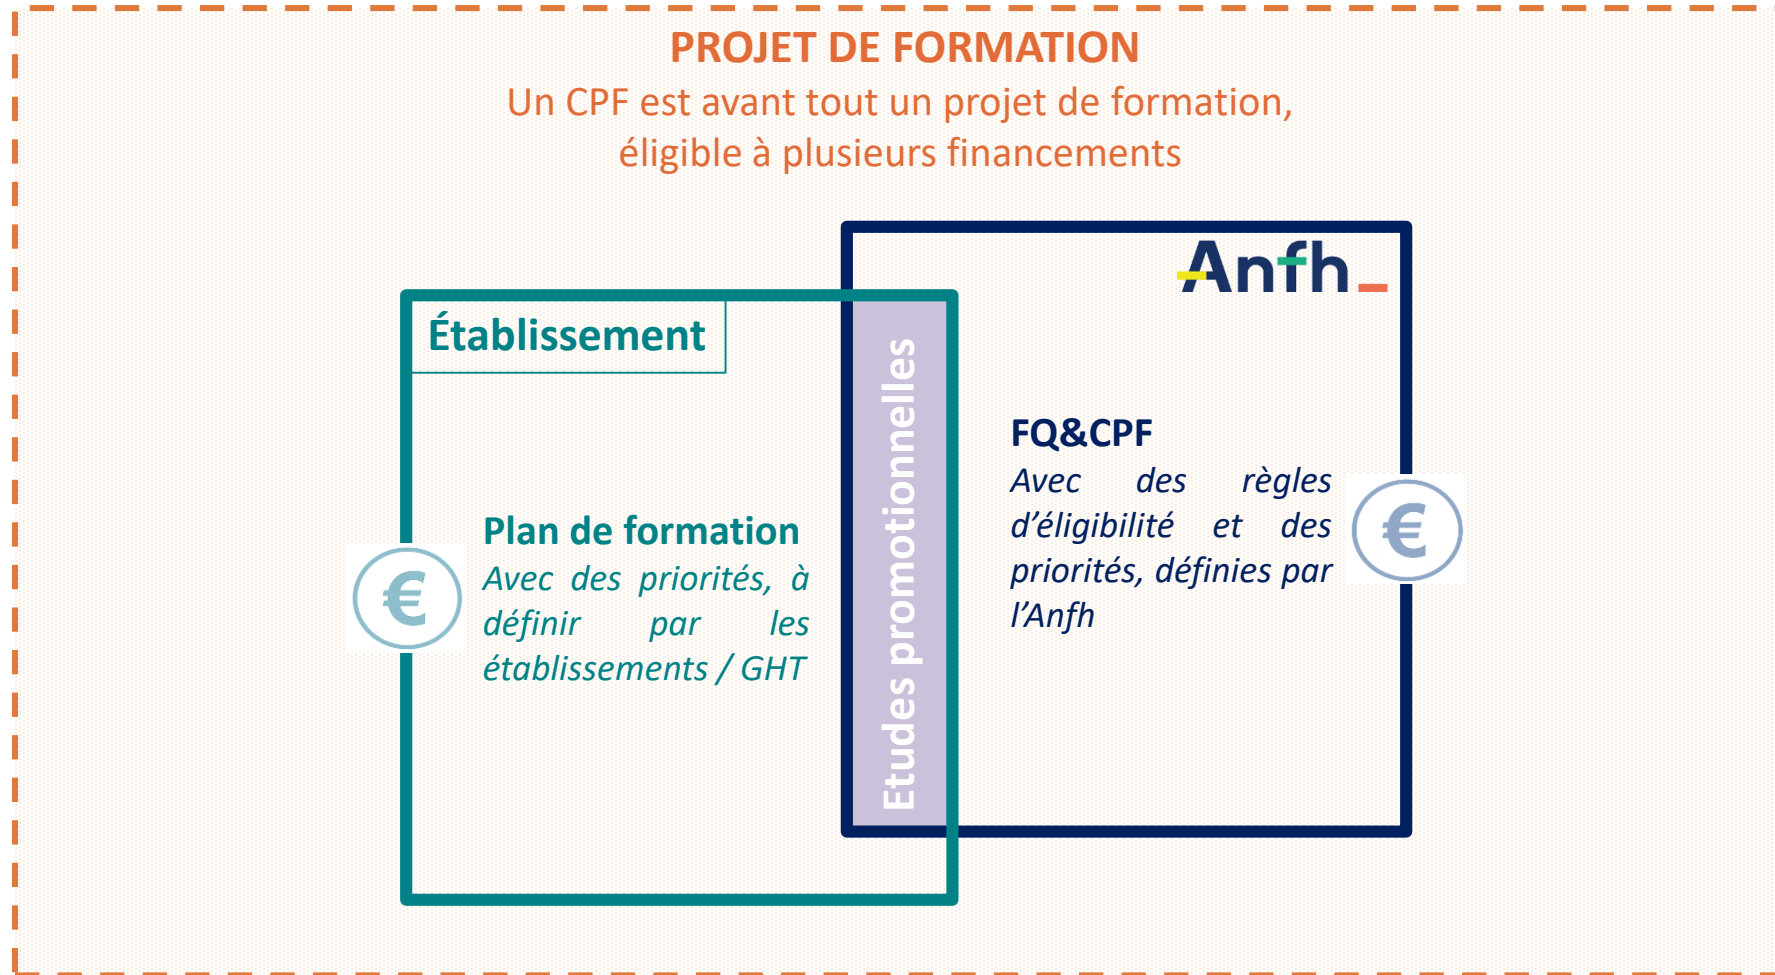 PROJET DE FORMATION
Un CPF est avant tout un projet de formation,
éligible à plusieurs financements
Établissement
Plan de formation
Avec des priorités, à
définir par les
établissements / GHT
€
Etudes promotionnelles
Anfh_
FQ&CPF
Avec des règles
d’éligibilité et des
priorités, définies par
l’Anfh
€